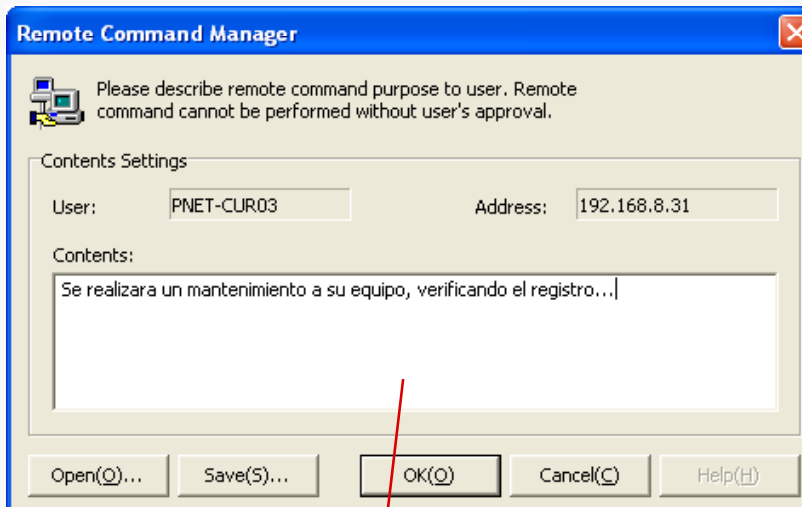 Remote Command Manager
Please describe remote command purpose to user. Remote
command cannot be performed without user's approval.
Contents Settings
User: PNET-CUR03 Address: 192.168.8.31
Contents:
Se realizara un mantenimiento a su equipo, verificando el registro...
Open(O)... Save(S)... OK(O) Cancel(C) Help(H)